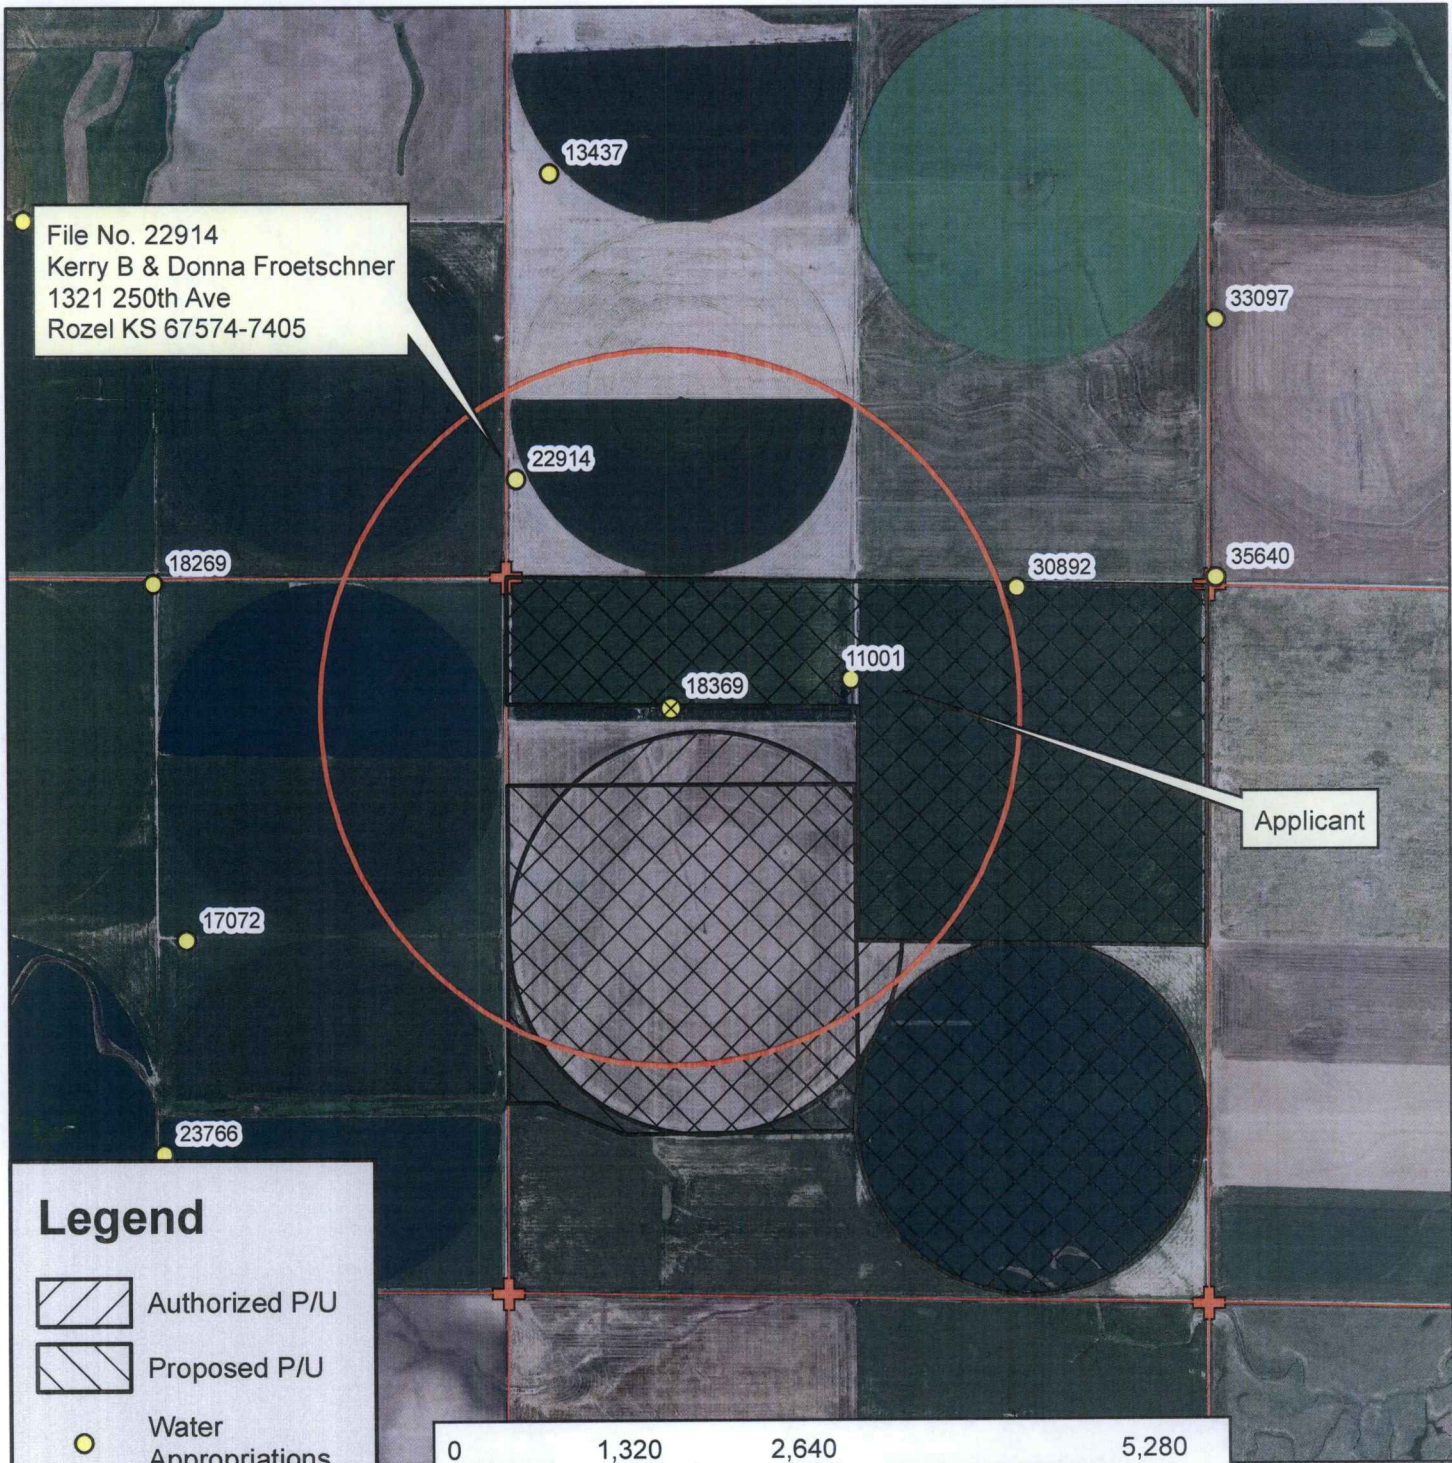 13437
File No. 22914
Kerry B & Donna Froetschner
1321 250th Ave
Rozel KS 67574-7405
33097
22914
18269
30892
35640
11001
18369
Applicant
17072
23766
Legend
Authorized P/U
Proposed P/U
Water
Appropriations
0 1,320 2,640 5,280